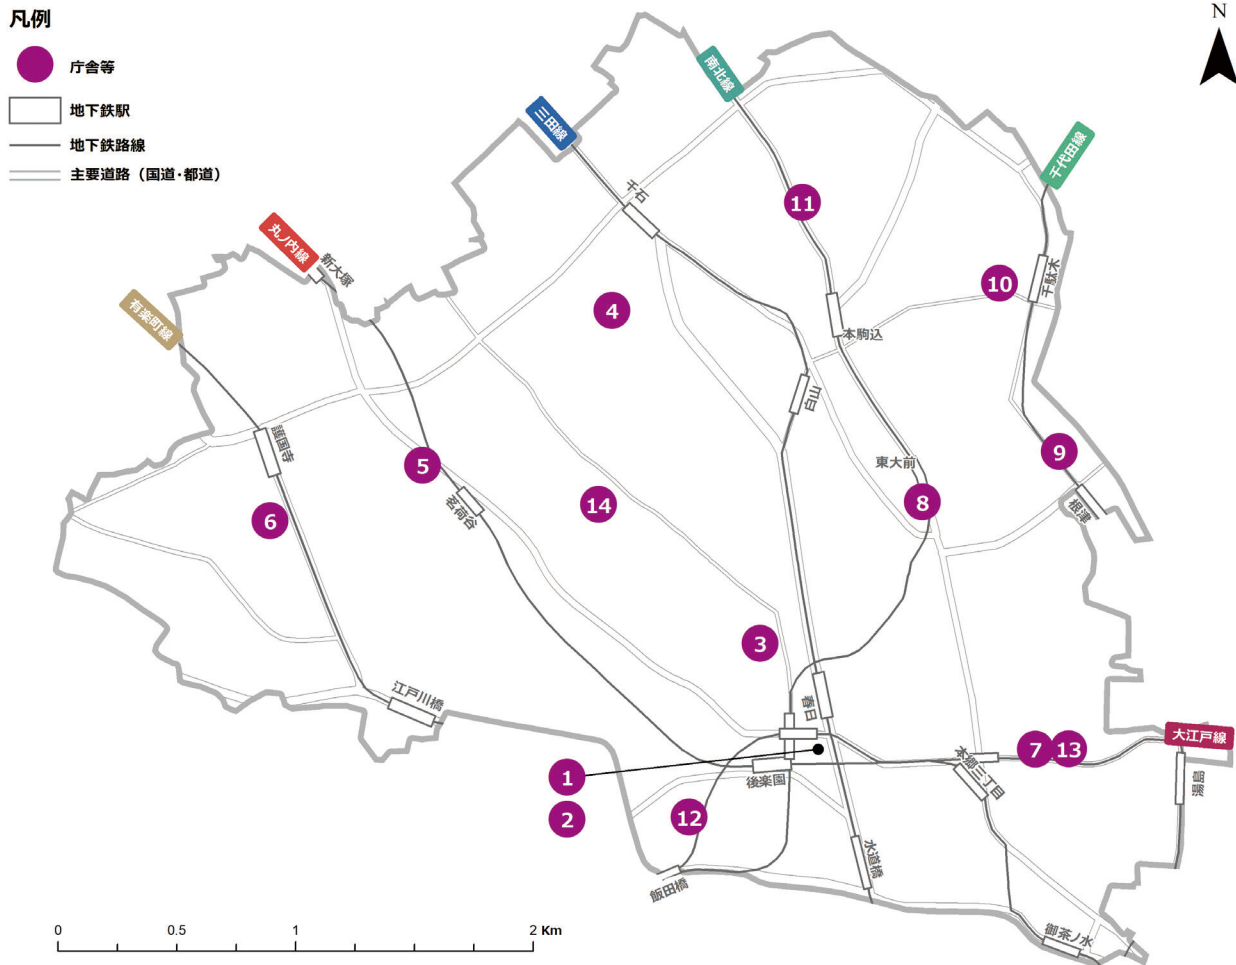 凡例
庁舎等
地下鉄駅
地下鉄路線
主要道路（国道･都道）
N
南北線
三田線
千代田線
千石
11
丸ノ内線
新大塚
千駄木
10
有楽町線
4
本駒込
白山
護国寺
5
東大前
9
14
8
6
茗荷谷
根津
3
江戸川橋
春日
大江戸線
7
13
1
後楽園
本郷三丁目
湯島
2
12
水道橋
飯田橋
御茶ノ水
0
0.5
1
2 Km